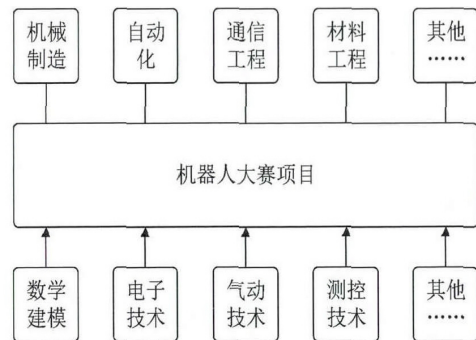 机械
制造
自动
化
通信
工程
材料
工程
其他
……
机器人大赛项目
数学
建模
电子
技术
气动
技术
测控
技术
其他
……